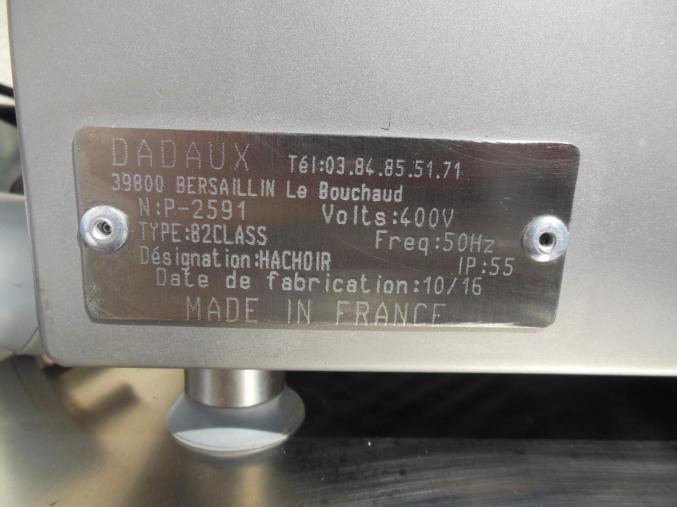 DADAUX Tél:03.84.85.51.71
39800 BERSAILLIN Le Bouchaud
N:P-2591 Volts:400V
TYPE:82CLASS Freq:50Hz
Désignation:HACHOIR IP:55
Date de fabrication:10/16
MADE IN FRANCE